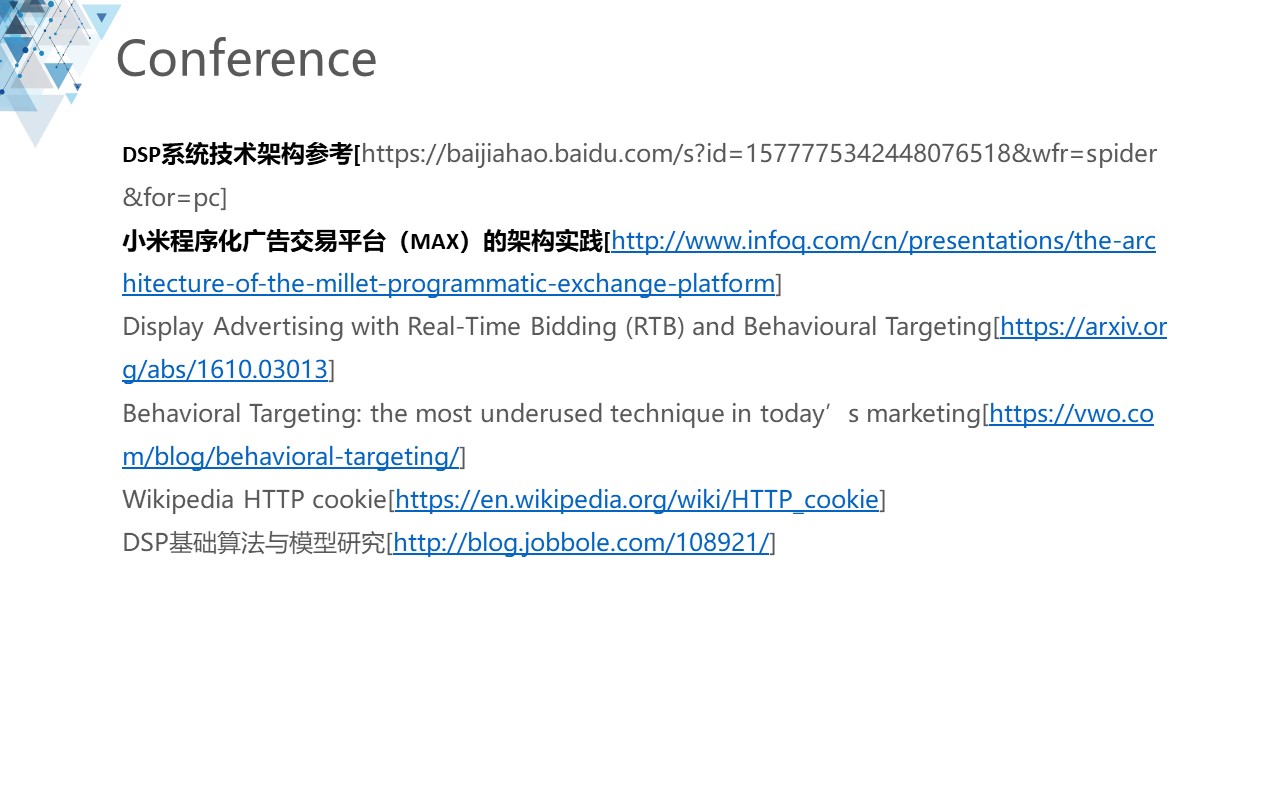 Conference
DSP系统技术架构参考[https://baijiahao.baidu.com/s?id=1577775342448076518&wfr=spider
&for=pc]
小米程序化广告交易平台（MAX）的架构实践[http://www.infoq.com/cn/presentations/the-arc
hitecture-of-the-millet-programmatic-exchange-platform]
Display Advertising with Real-Time Bidding (RTB) and Behavioural Targeting[https://arxiv.or
g/abs/1610.03013]
Behavioral Targeting: the most underused technique in today’s marketing[https://vwo.co
m/blog/behavioral-targeting/]
Wikipedia HTTP cookie[https://en.wikipedia.org/wiki/HTTP_cookie]
DSP基础算法与模型研究[http://blog.jobbole.com/108921/]